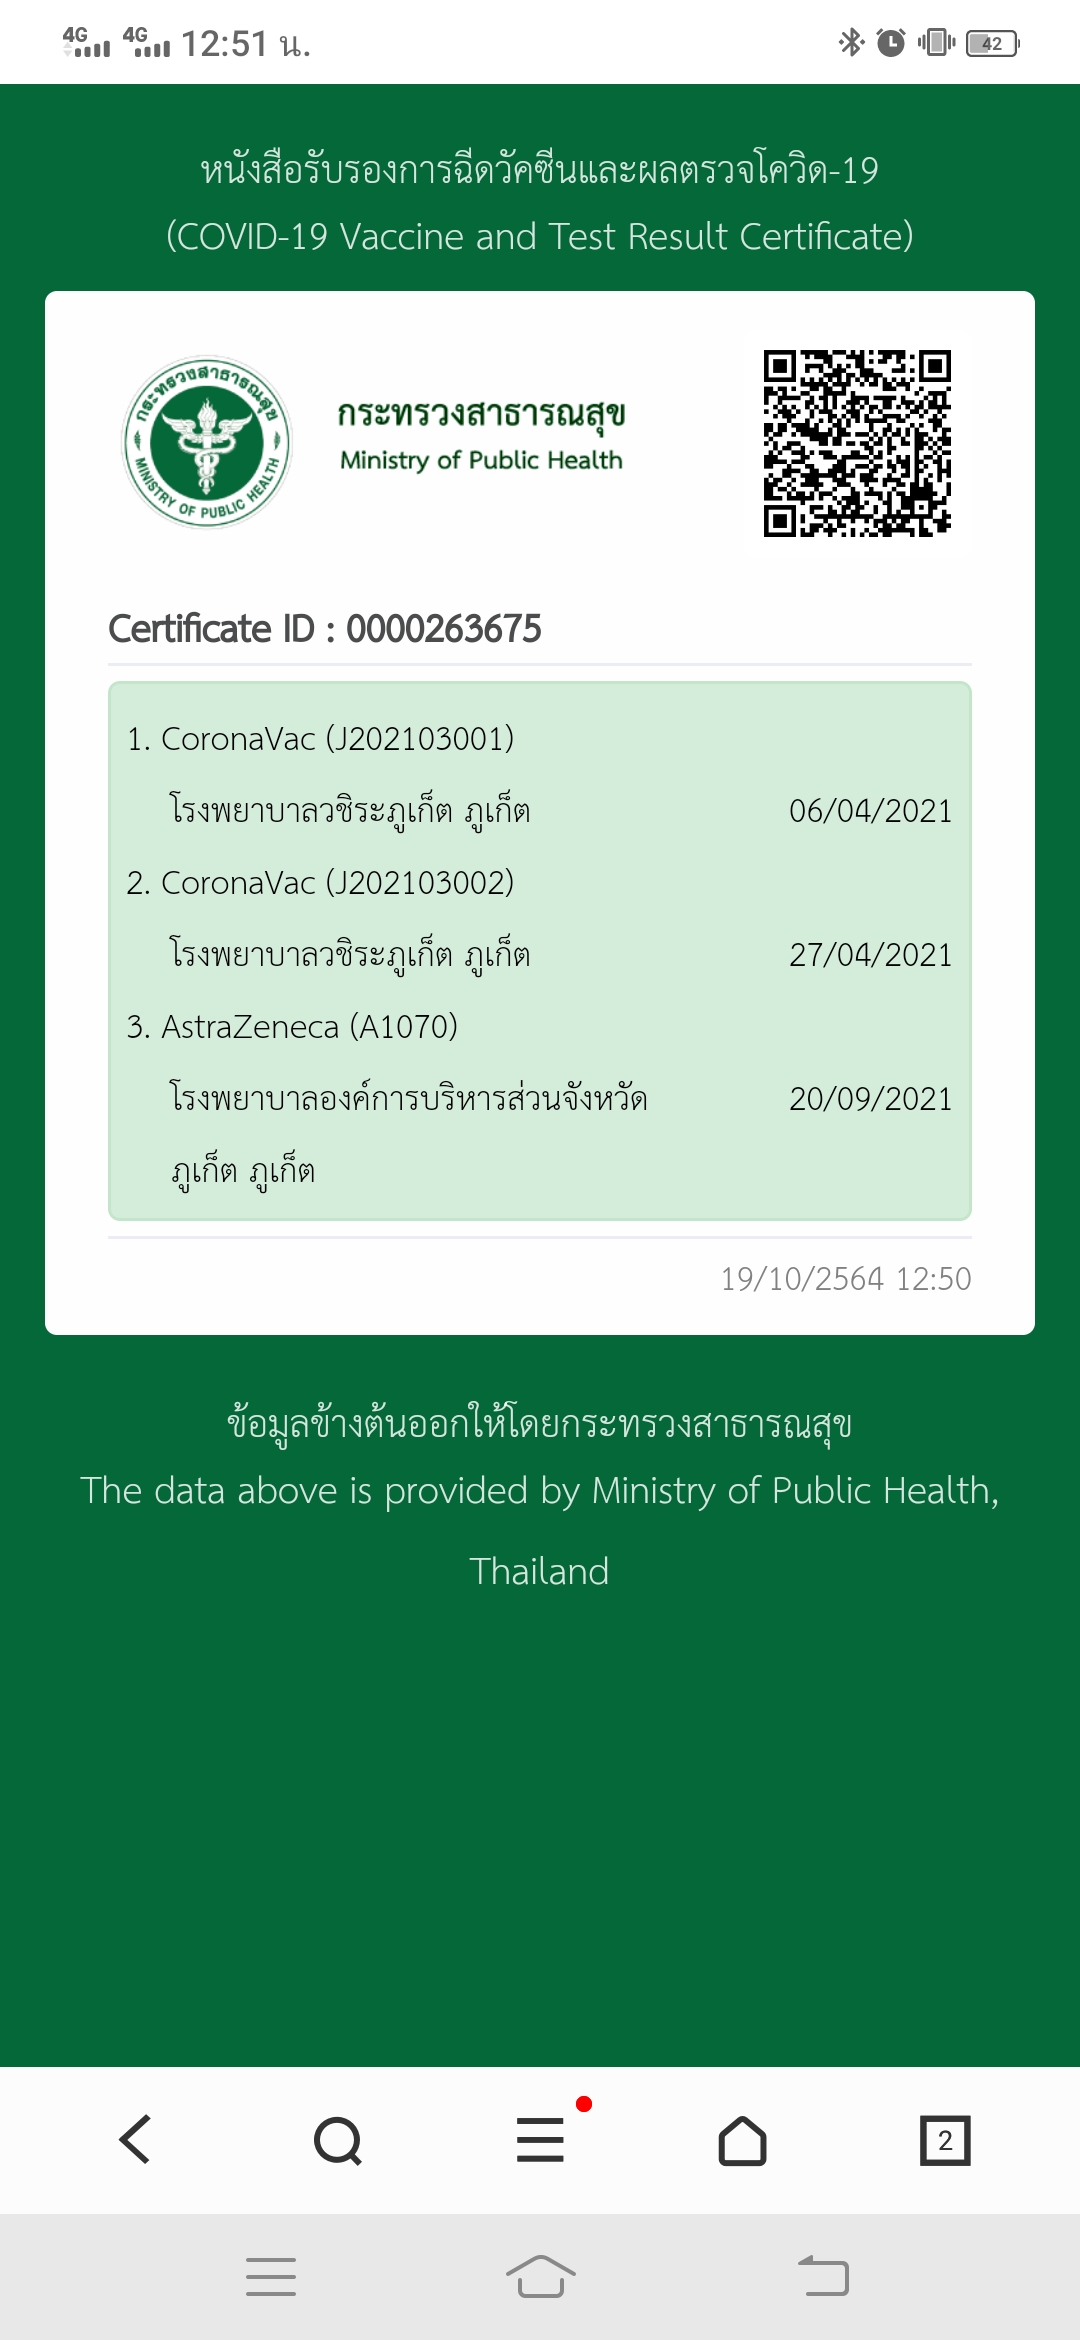 4G 4G 12:51 น. 42
หนังสือรับรองการฉีดวัคซีนและผลตรวจโควิด-19
(COVID-19 Vaccine and Test Result Certificate)
กระทรวงสาธารณสุข
MINISTRY OF PUBLIC HEALTH
กระทรวงสาธารณสุข
Ministry of Public Health
Certificate ID : 0000263675
1. CoronaVac (J202103001)
โรงพยาบาลวชิระภูเก็ต ภูเก็ต 06/04/2021
2. CoronaVac (J202103002)
โรงพยาบาลวชิระภูเก็ต ภูเก็ต 27/04/2021
3. AstraZeneca (A1070)
โรงพยาบาลองค์การบริหารส่วนจังหวัด 20/09/2021
ภูเก็ต ภูเก็ต
19/10/2564 12:50
ข้อมูลข้างต้นออกให้โดยกระทรวงสาธารณสุข
The data above is provided by Ministry of Public Health,
Thailand
2